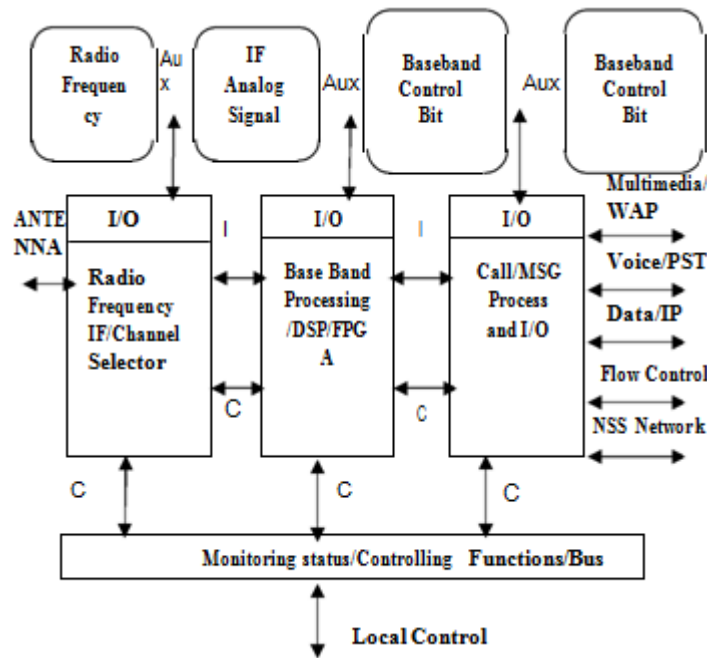 Radio
Frequen
cy
Au
x
IF
Analog
Signal
Aux
Baseband
Control
Bit
Aux
Baseband
Control
Bit
ANTE
NNA
I/O
I
I/O
I
I/O
Multimedia/
WAP
Radio
Frequency
IF/Channel
Selector
Base Band
Processing
/DSP/FPG
A
Call/MSG
Process
and I/O
Voice/PST
Data/IP
Flow Control
NSS Network
C
C
C
C
C
Monitoring status/Controlling Functions/Bus
Local Control